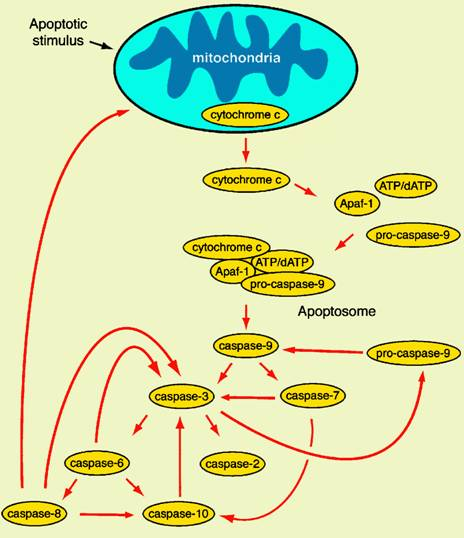 Apoptotic
stimulus
mitochondria
cytochrome c
cytochrome c
ATP/dATP
Apaf-1
pro-caspase-9
cytochrome c
ATP/dATP
Apaf-1
pro-caspase-9
Apoptosome
caspase-9
pro-caspase-9
caspase-3
caspase-7
caspase-6
caspase-2
caspase-8
caspase-10